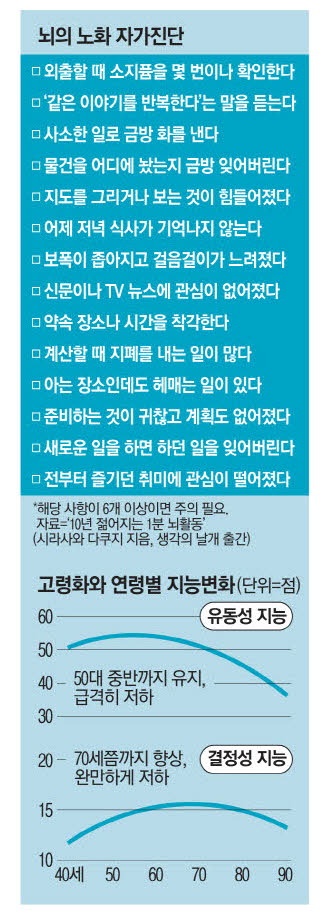 뇌의 노화 자가진단
□ 외출할 때 소지품을 몇 번이나 확인한다
□ ‘같은 이야기를 반복한다’는 말을 듣는다
□ 사소한 일로 금방 화를 낸다
□ 물건을 어디에 놨는지 금방 잊어버린다
□ 지도를 그리거나 보는 것이 힘들어졌다
□ 어제 저녁 식사가 기억나지 않는다
□ 보폭이 좁아지고 걸음걸이가 느려졌다
□ 신문이나 TV 뉴스에 관심이 없어졌다
□ 약속 장소나 시간을 착각한다
□ 계산할 때 지폐를 내는 일이 많다
□ 아는 장소인데도 헤매는 일이 있다
□ 준비하는 것이 귀찮고 계획도 없어졌다
□ 새로운 일을 하면 하던 일을 잊어버린다
□ 전부터 즐기던 취미에 관심이 떨어졌다
*해당 사항이 6개 이상이면 주의 필요.
자료=‘10년 젊어지는 1분 뇌활동’
(시라사와 다쿠지 지음, 생각의 날개 출간)
고령화와 연령별 지능변화(단위=점)
60
유동성 지능
50
40
50대 중반까지 유지,
급격히 저하
30
20
70세쯤까지 향상,
완만하게 저하
결정성 지능
15
10
40세 50 60 70 80 90